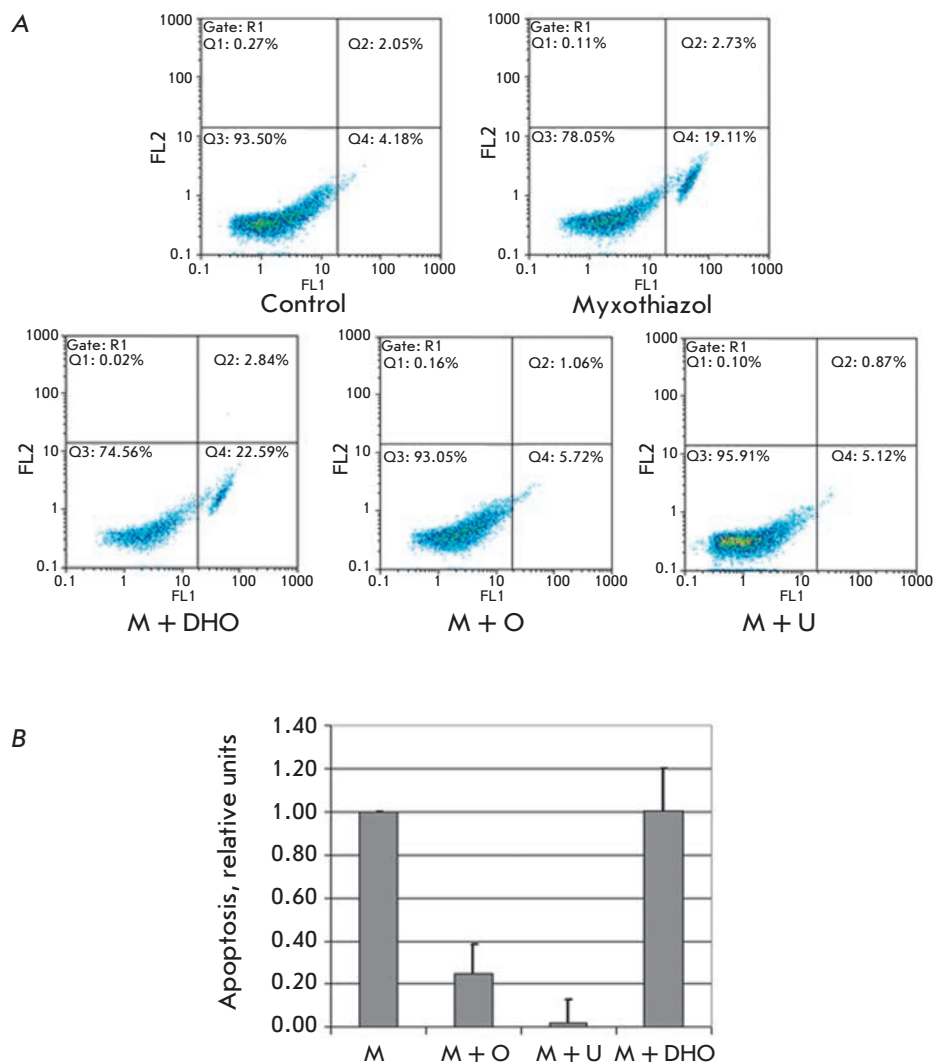 A
Gate: R1
Q1: 0.27%
Q2: 2.05%
Q3: 93.50%
Q4: 4.18%
1000
100
10
1
0.1
FL2
0.1 1 10 100 1000
FL1
Control
Gate: R1
Q1: 0.11%
Q2: 2.73%
Q3: 78.05%
Q4: 19.11%
1000
100
10
1
0.1
FL2
0.1 1 10 100 1000
FL1
Myxothiazol
Gate: R1
Q1: 0.02%
Q2: 2.84%
Q3: 74.56%
Q4: 22.59%
1000
100
10
1
0.1
FL2
0.1 1 10 100 1000
FL1
M + DHO
Gate: R1
Q1: 0.16%
Q2: 1.06%
Q3: 93.05%
Q4: 5.72%
1000
100
10
1
0.1
FL2
0.1 1 10 100 1000
FL1
M + O
Gate: R1
Q1: 0.10%
Q2: 0.87%
Q3: 95.91%
Q4: 5.12%
1000
100
10
1
0.1
FL2
0.1 1 10 100 1000
FL1
M + U
B
Apoptosis, relative units
1.40
1.20
1.00
0.80
0.60
0.40
0.20
0.00
M M + O M + U M + DHO